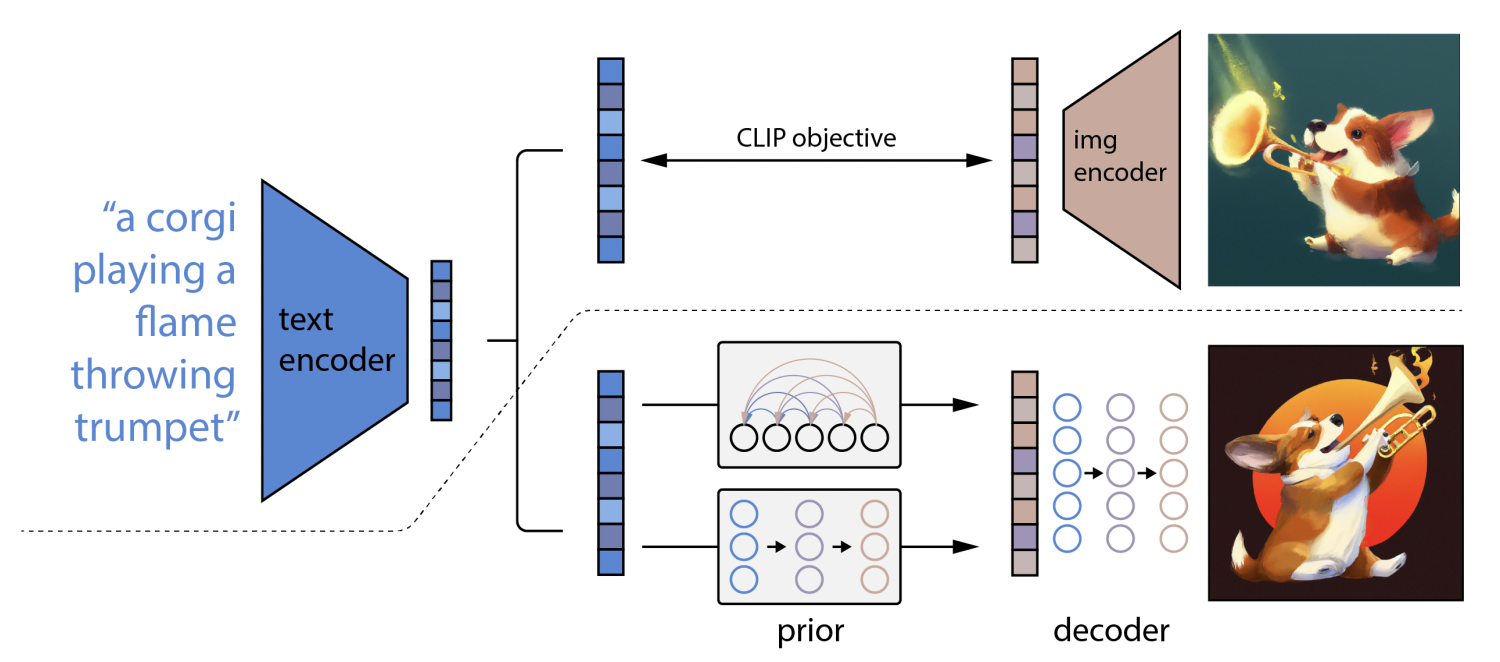 “a corgi
playing a
flame
throwing
trumpet”
text
encoder
CLIP objective
img
encoder
prior
decoder